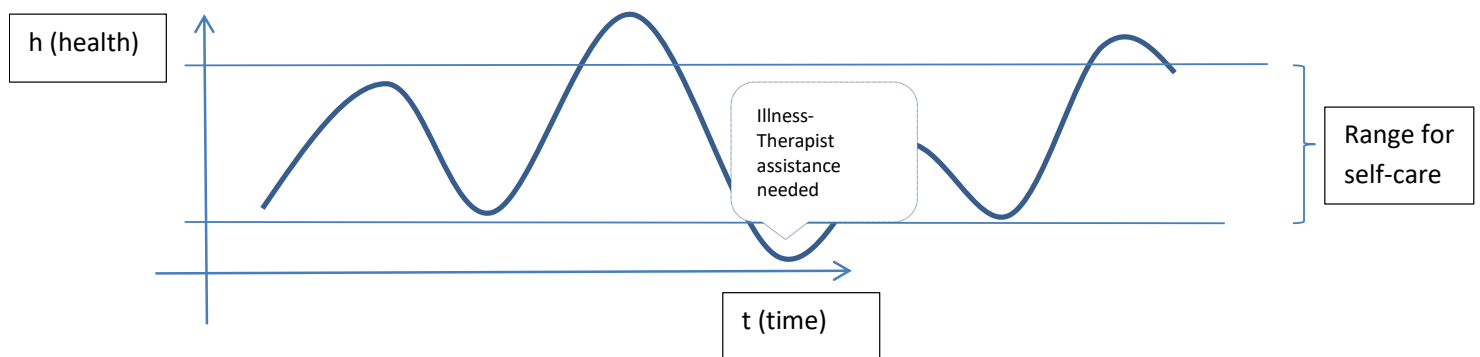 h (health)
Illness-
Therapist
assistance
needed
Range for
self-care
t (time)